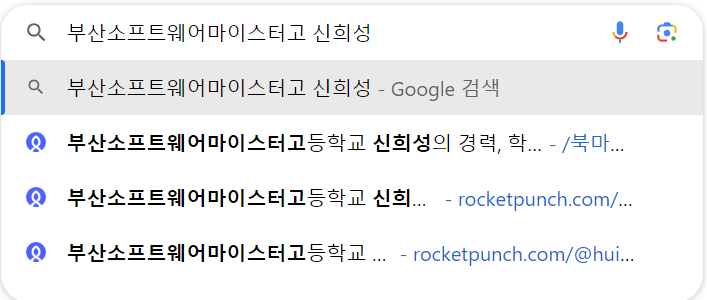 부산소프트웨어마이스터고 신희성
부산소프트웨어마이스터고 신희성 - Google 검색
부산소프트웨어마이스터고등학교 신희성의 경력, 학... - /북마...
부산소프트웨어마이스터고등학교 신희... - rocketpunch.com/...
부산소프트웨어마이스터고등학교 ... - rocketpunch.com/@hui...